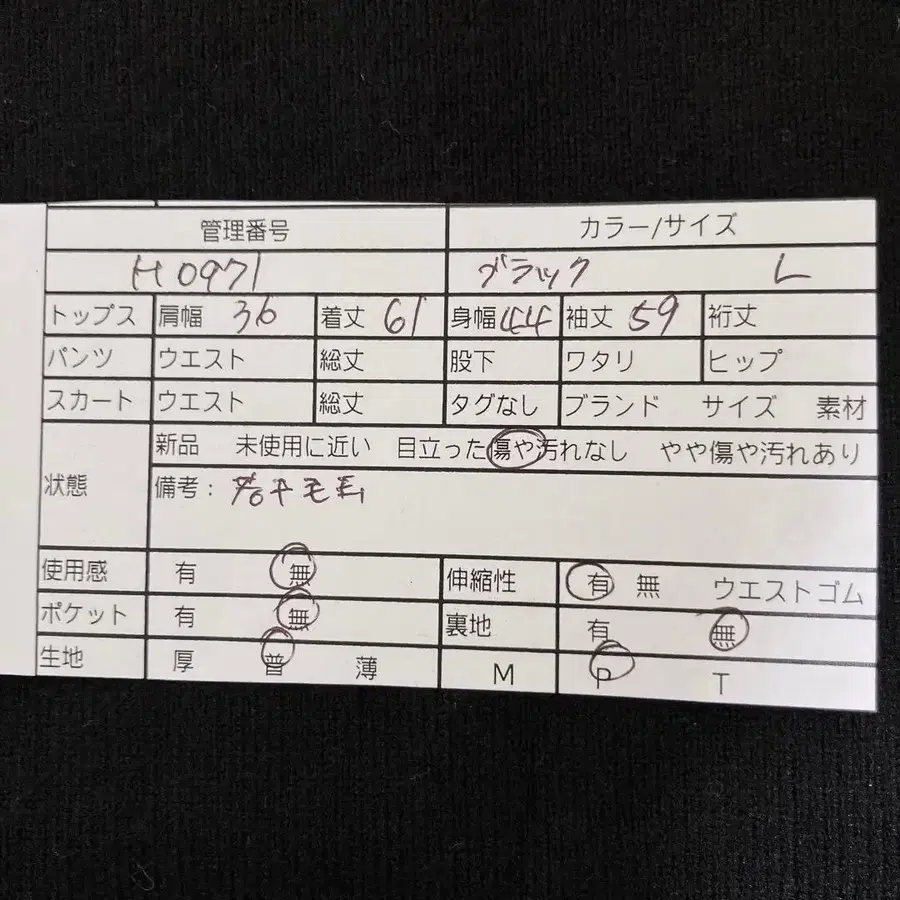 管理番号 カラー/サイズ
H0971 ブラック L
トップス 肩幅 36 着丈 61 身幅 44 袖丈 59 裄丈
パンツ ウエスト 総丈 股下 ワタリ ヒップ
スカート ウエスト 総丈 タグなし ブランド サイズ 素材
新品 未使用に近い 目立った傷や汚れなし やや傷や汚れあり
状態 備考:
使用感 有 無 伸縮性 有 無 ウエストゴム
ポケット 有 無 裏地 有 無
生地 厚 普 薄 M P T